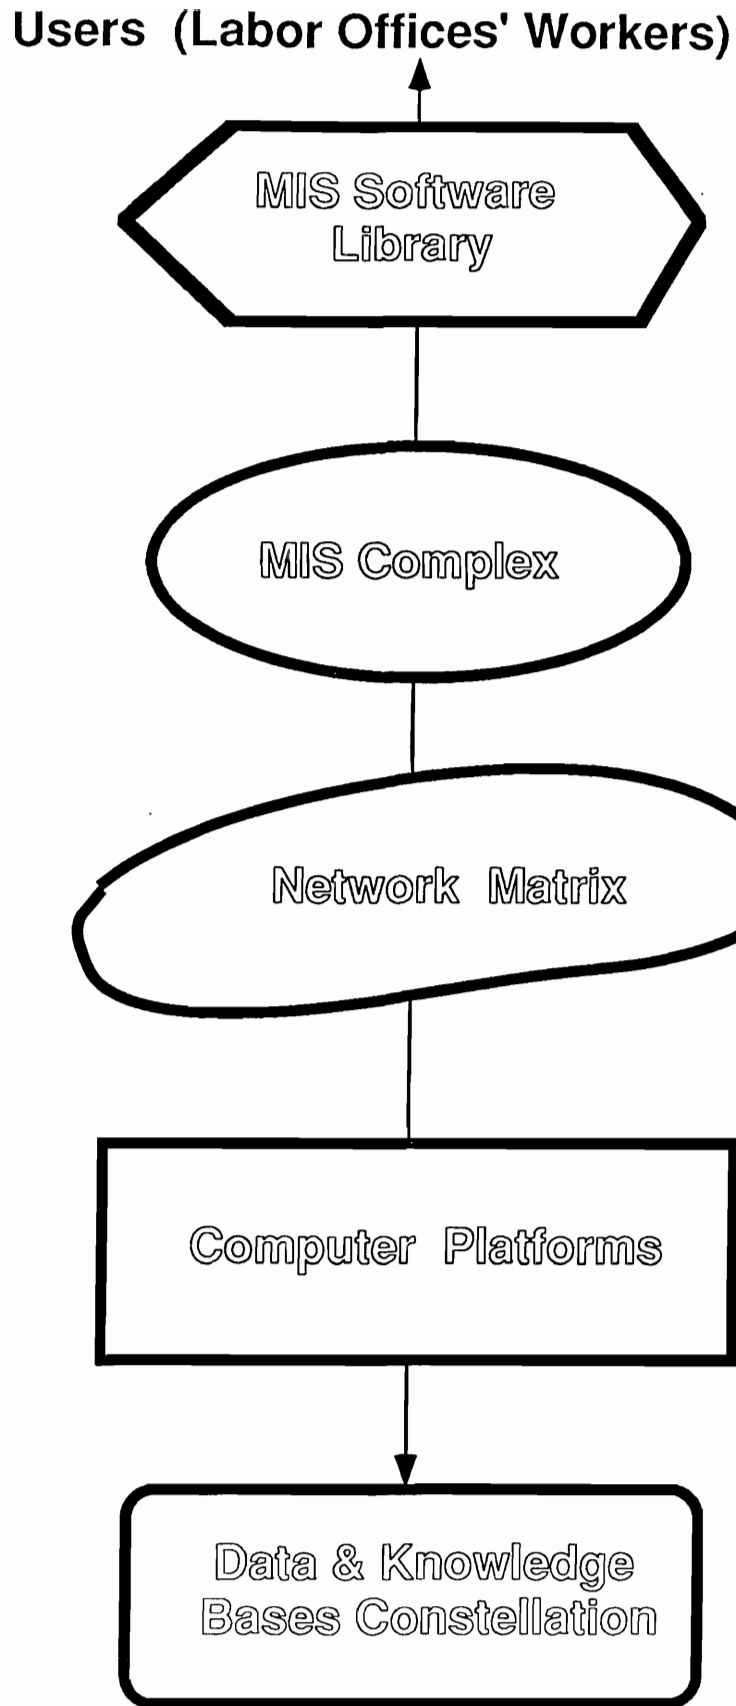 Users (Labor Offices' Workers)
MIS Software
Library
MIS Complex
Network Matrix
Computer Platforms
Data & Knowledge
Bases Constellation